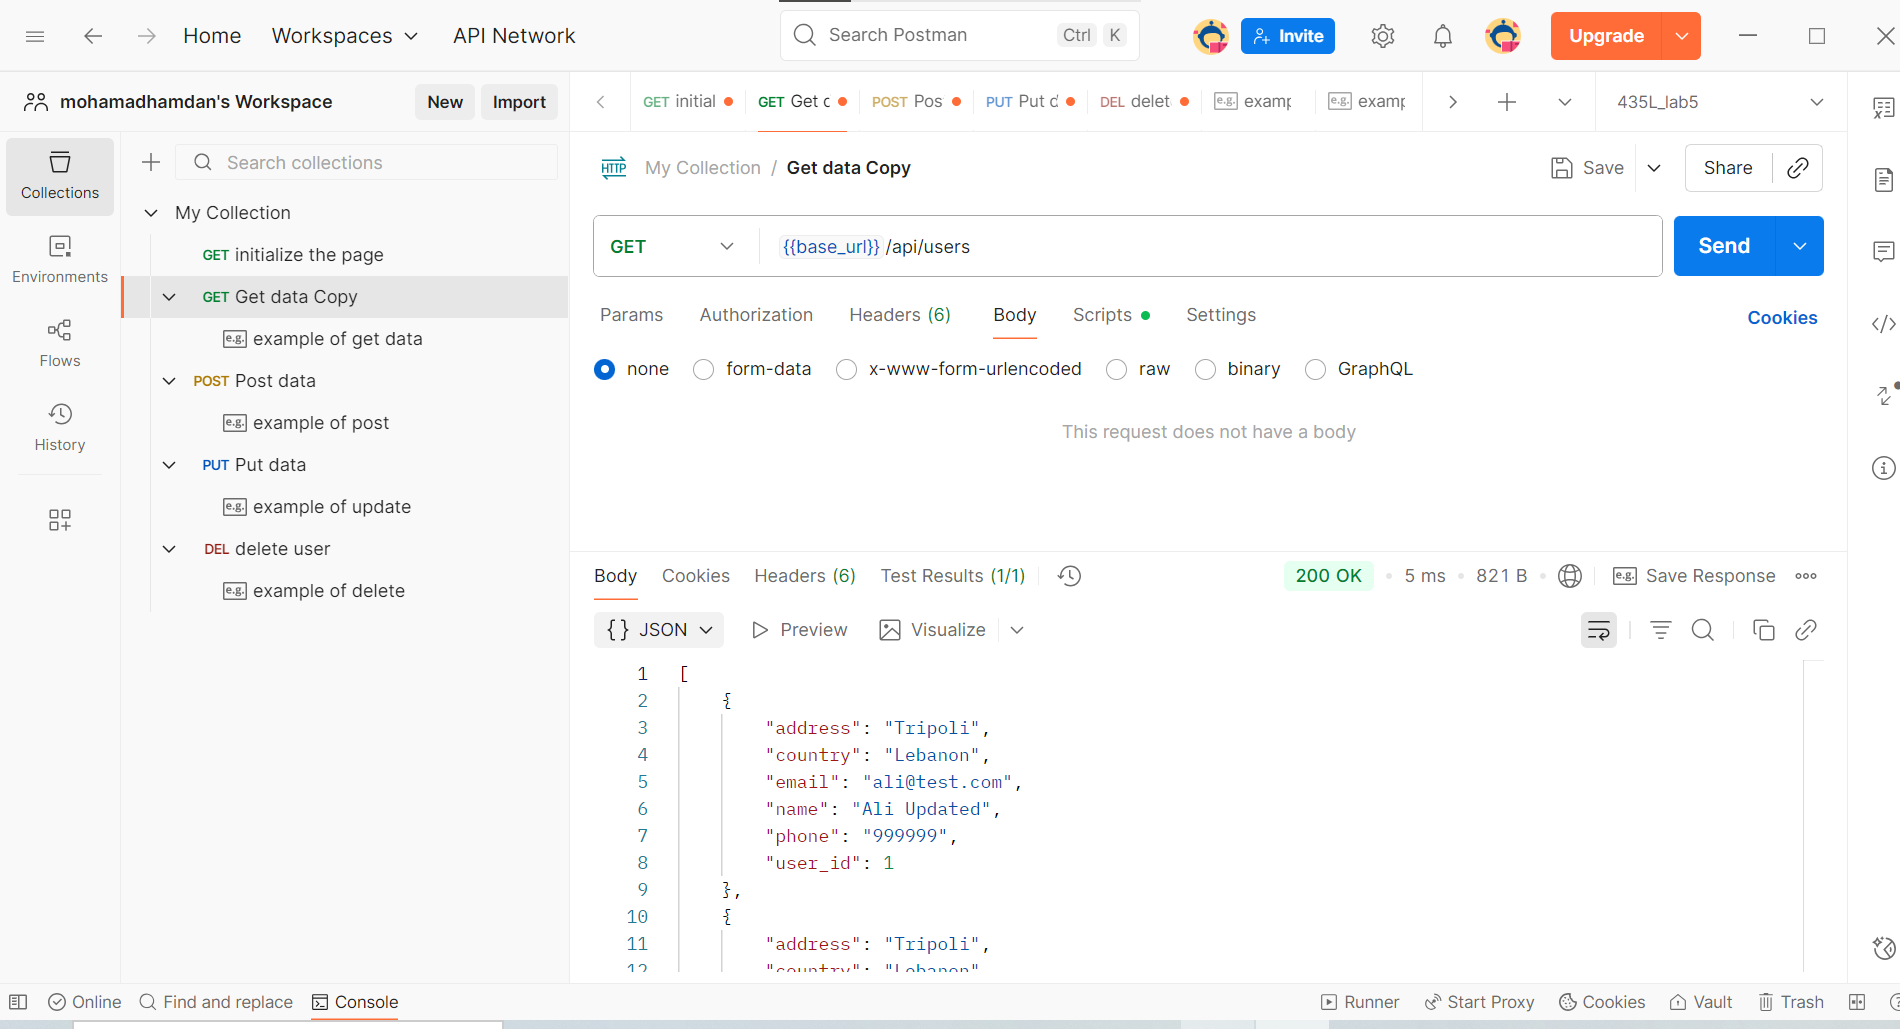 Home Workspaces API Network Search Postman Ctrl K Invite Upgrade
mohamadhamdan's Workspace New Import
GET initial GET Get POST Pos PUT Put DEL delet e.g. examp e.g. examp 435L_lab5
Collections
Environments
Flows
History
Search collections
My Collection
GET initialize the page
GET Get data Copy
e.g. example of get data
POST Post data
e.g. example of post
PUT Put data
e.g. example of update
DEL delete user
e.g. example of delete
HTTP My Collection / Get data Copy Save Share
GET {{base_url}}/api/users Send
Params Authorization Headers (6) Body Scripts Settings Cookies
none form-data x-www-form-urlencoded raw binary GraphQL
This request does not have a body
Body Cookies Headers (6) Test Results (1/1) 200 OK 5 ms 821 B e.g. Save Response
{} JSON Preview Visualize
1 [
2 {
3 "address": "Tripoli",
4 "country": "Lebanon",
5 "email": "ali@test.com",
6 "name": "Ali Updated",
7 "phone": "999999",
8 "user_id": 1
9 },
10 {
11 "address": "Tripoli",
12 "country": "Lebanon"
Online Find and replace Console Runner Start Proxy Cookies Vault Trash